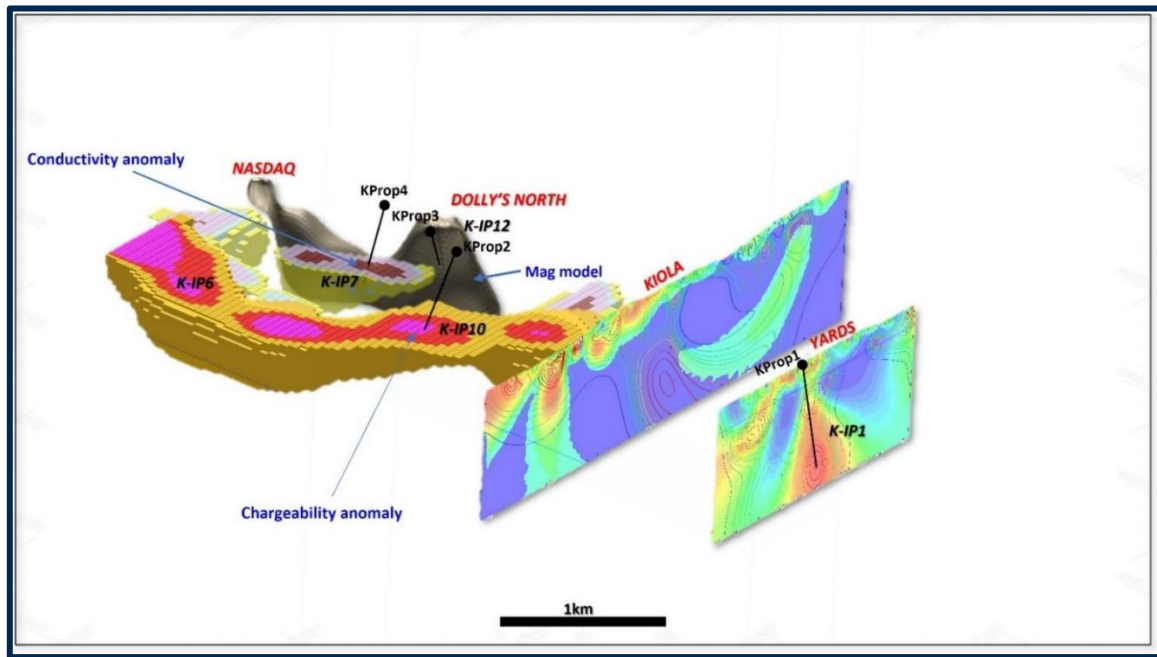 Conductivity anomaly
NASDAQ
KProp4
DOLLY'S NORTH
KProp3
K-IP12
KProp2
Mag model
K-IP6
K-IP7
K-IP10
KIOLA
YARDS
KProp1
K-IP1
Chargeability anomaly
1km